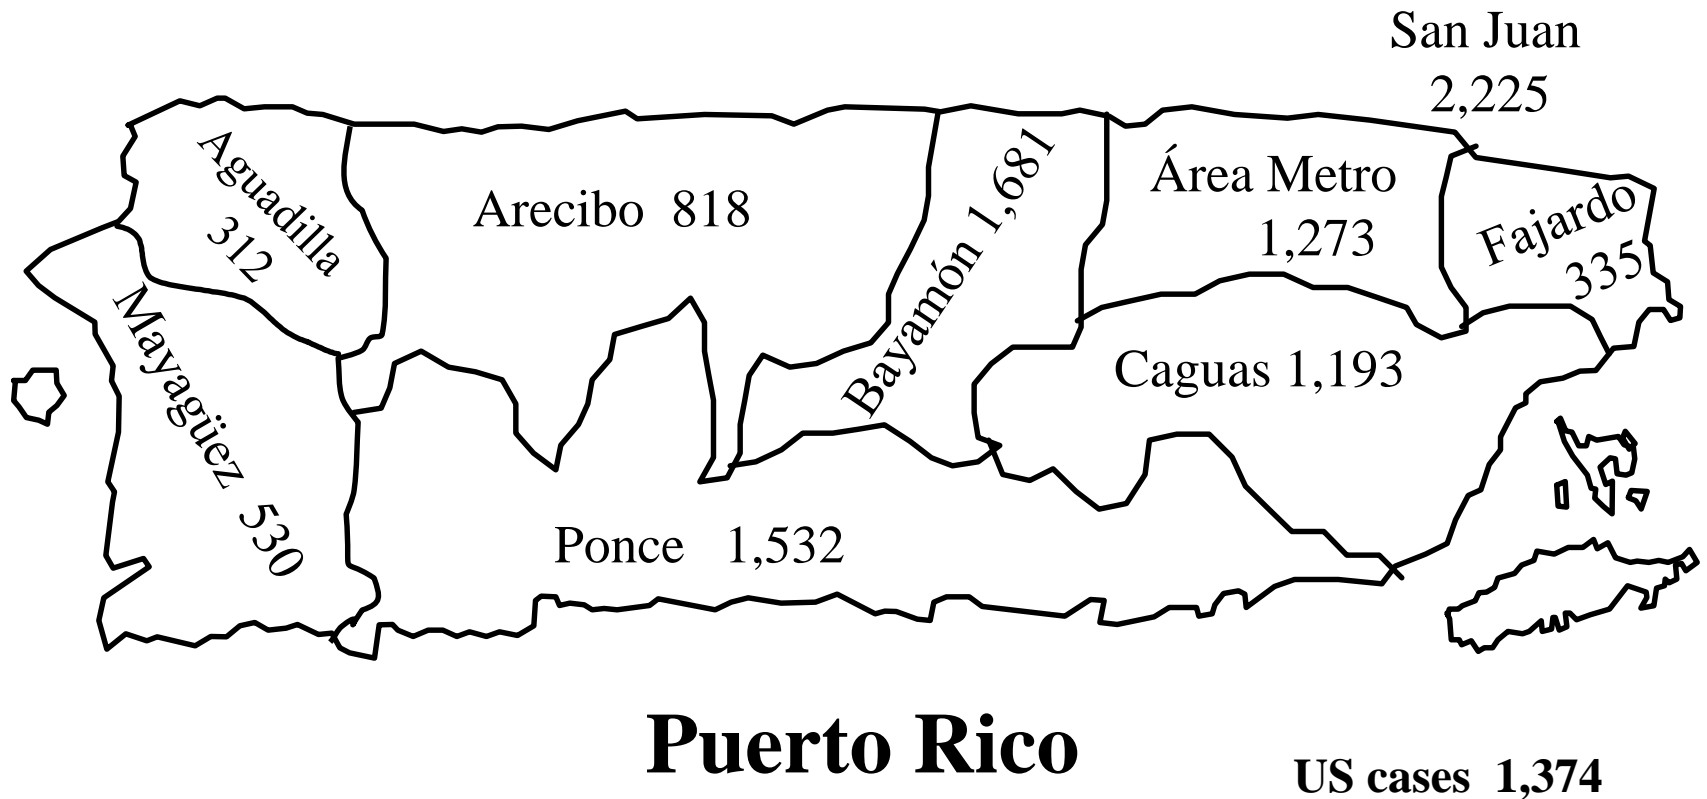 San Juan
2,225
Aguadilla
312
Arecibo 818
Bayamón 1,681
Área Metro
1,273
Fajardo
335
Mayagüez 530
Caguas 1,193
Ponce 1,532
Puerto Rico
US cases 1,374